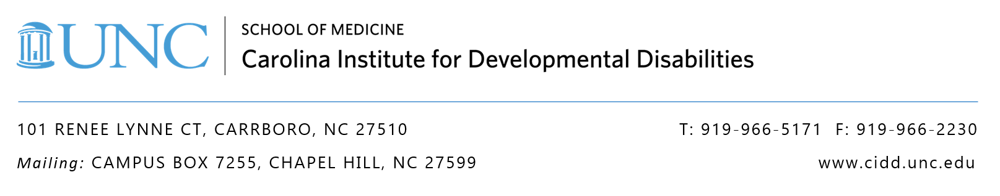 UNC
SCHOOL OF MEDICINE
Carolina Institute for Developmental Disabilities
101 RENEE LYNNE CT, CARRBORO, NC 27510
T: 919-966-5171 F: 919-966-2230
Mailing: CAMPUS BOX 7255, CHAPEL HILL, NC 27599
www.cidd.unc.edu